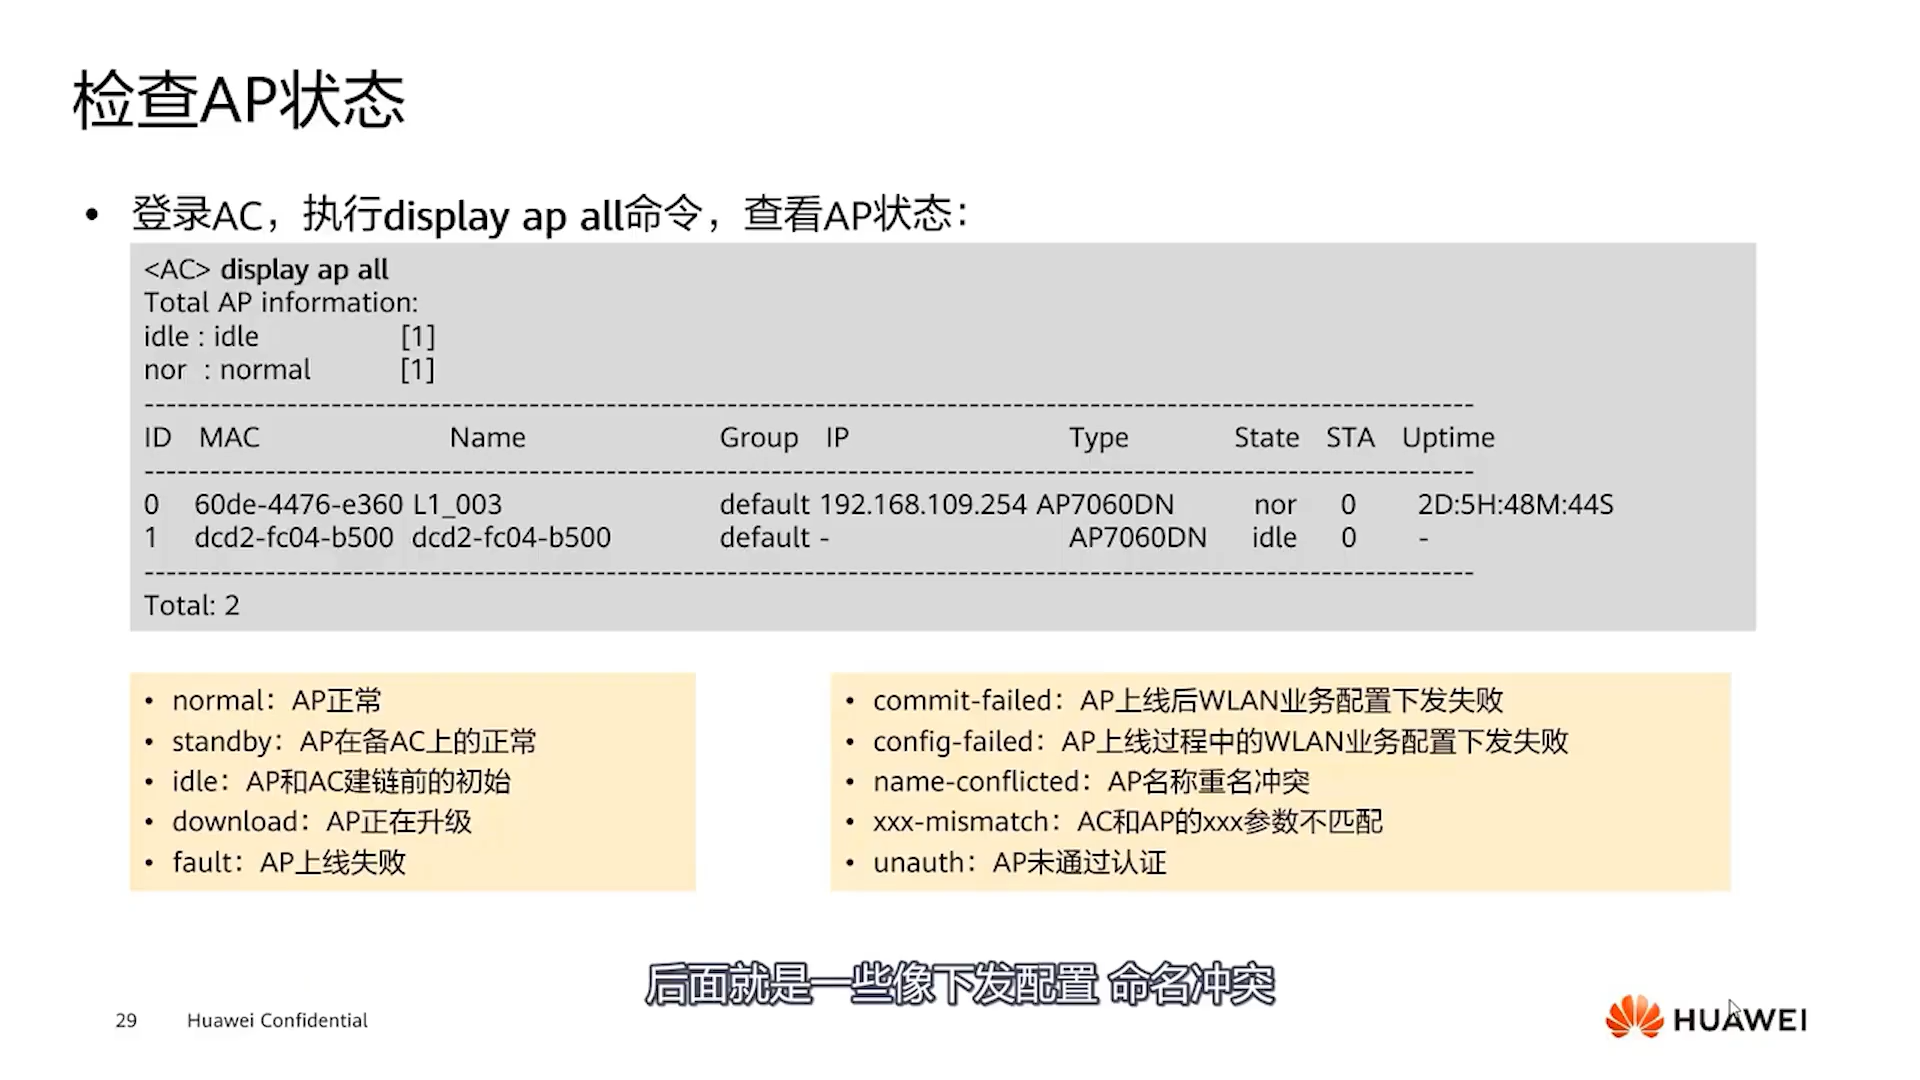 检查AP状态
• 登录AC，执行display ap all命令，查看AP状态：
<AC> display ap all
Total AP information:
idle : idle [1]
nor : normal [1]
--------------------------------------------------------------------------------
ID MAC Name Group IP Type State STA Uptime
--------------------------------------------------------------------------------
0 60de-4476-e360 L1_003 default 192.168.109.254 AP7060DN nor 0 2D:5H:48M:44S
1 dcd2-fc04-b500 dcd2-fc04-b500 default - AP7060DN idle 0 -
--------------------------------------------------------------------------------
Total: 2
• normal：AP正常
• standby：AP在备AC上的正常
• idle：AP和AC建链前的初始
• download：AP正在升级
• fault：AP上线失败
• commit-failed：AP上线后WLAN业务配置下发失败
• config-failed：AP上线过程中的WLAN业务配置下发失败
• name-conflicted：AP名称重名冲突
• xxx-mismatch：AC和AP的xxx参数不匹配
• unauth：AP未通过认证
后面就是一些像下发配置 命名冲突
29 Huawei Confidential
HUAWEI